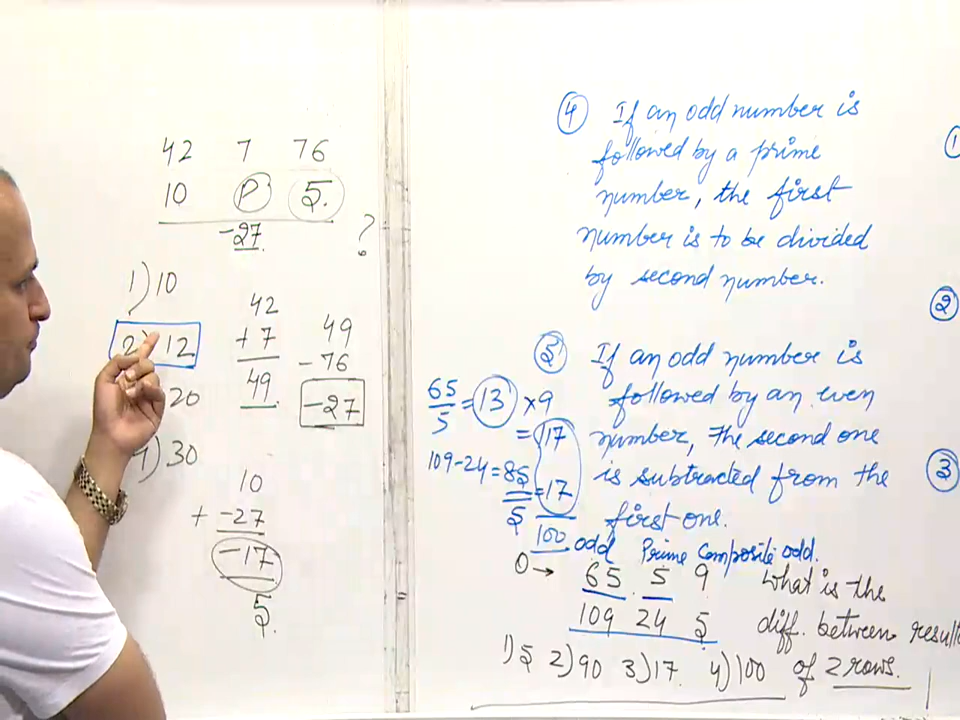 42 7 76
10 P 5.
-27
?
1) 10
2) 12
20
4) 30
42
+ 7
49
49
- 76
-27
10
+ -27
-17
5.
4 If an odd number is
followed by a prime
number, the first
number is to be divided
by second number.
5 If an odd number is
followed by an even
number, The second one
is subtracted from the
first one.
65/5 = 13 × 9
= 117
109-24 = 85/5 = 17
100
odd Prime Composite odd.
0→ 65 5 9
109 24 5
What is the
diff. between
of 2 rows.
1) 5 2) 90 3) 17 4) 100
1
2
3